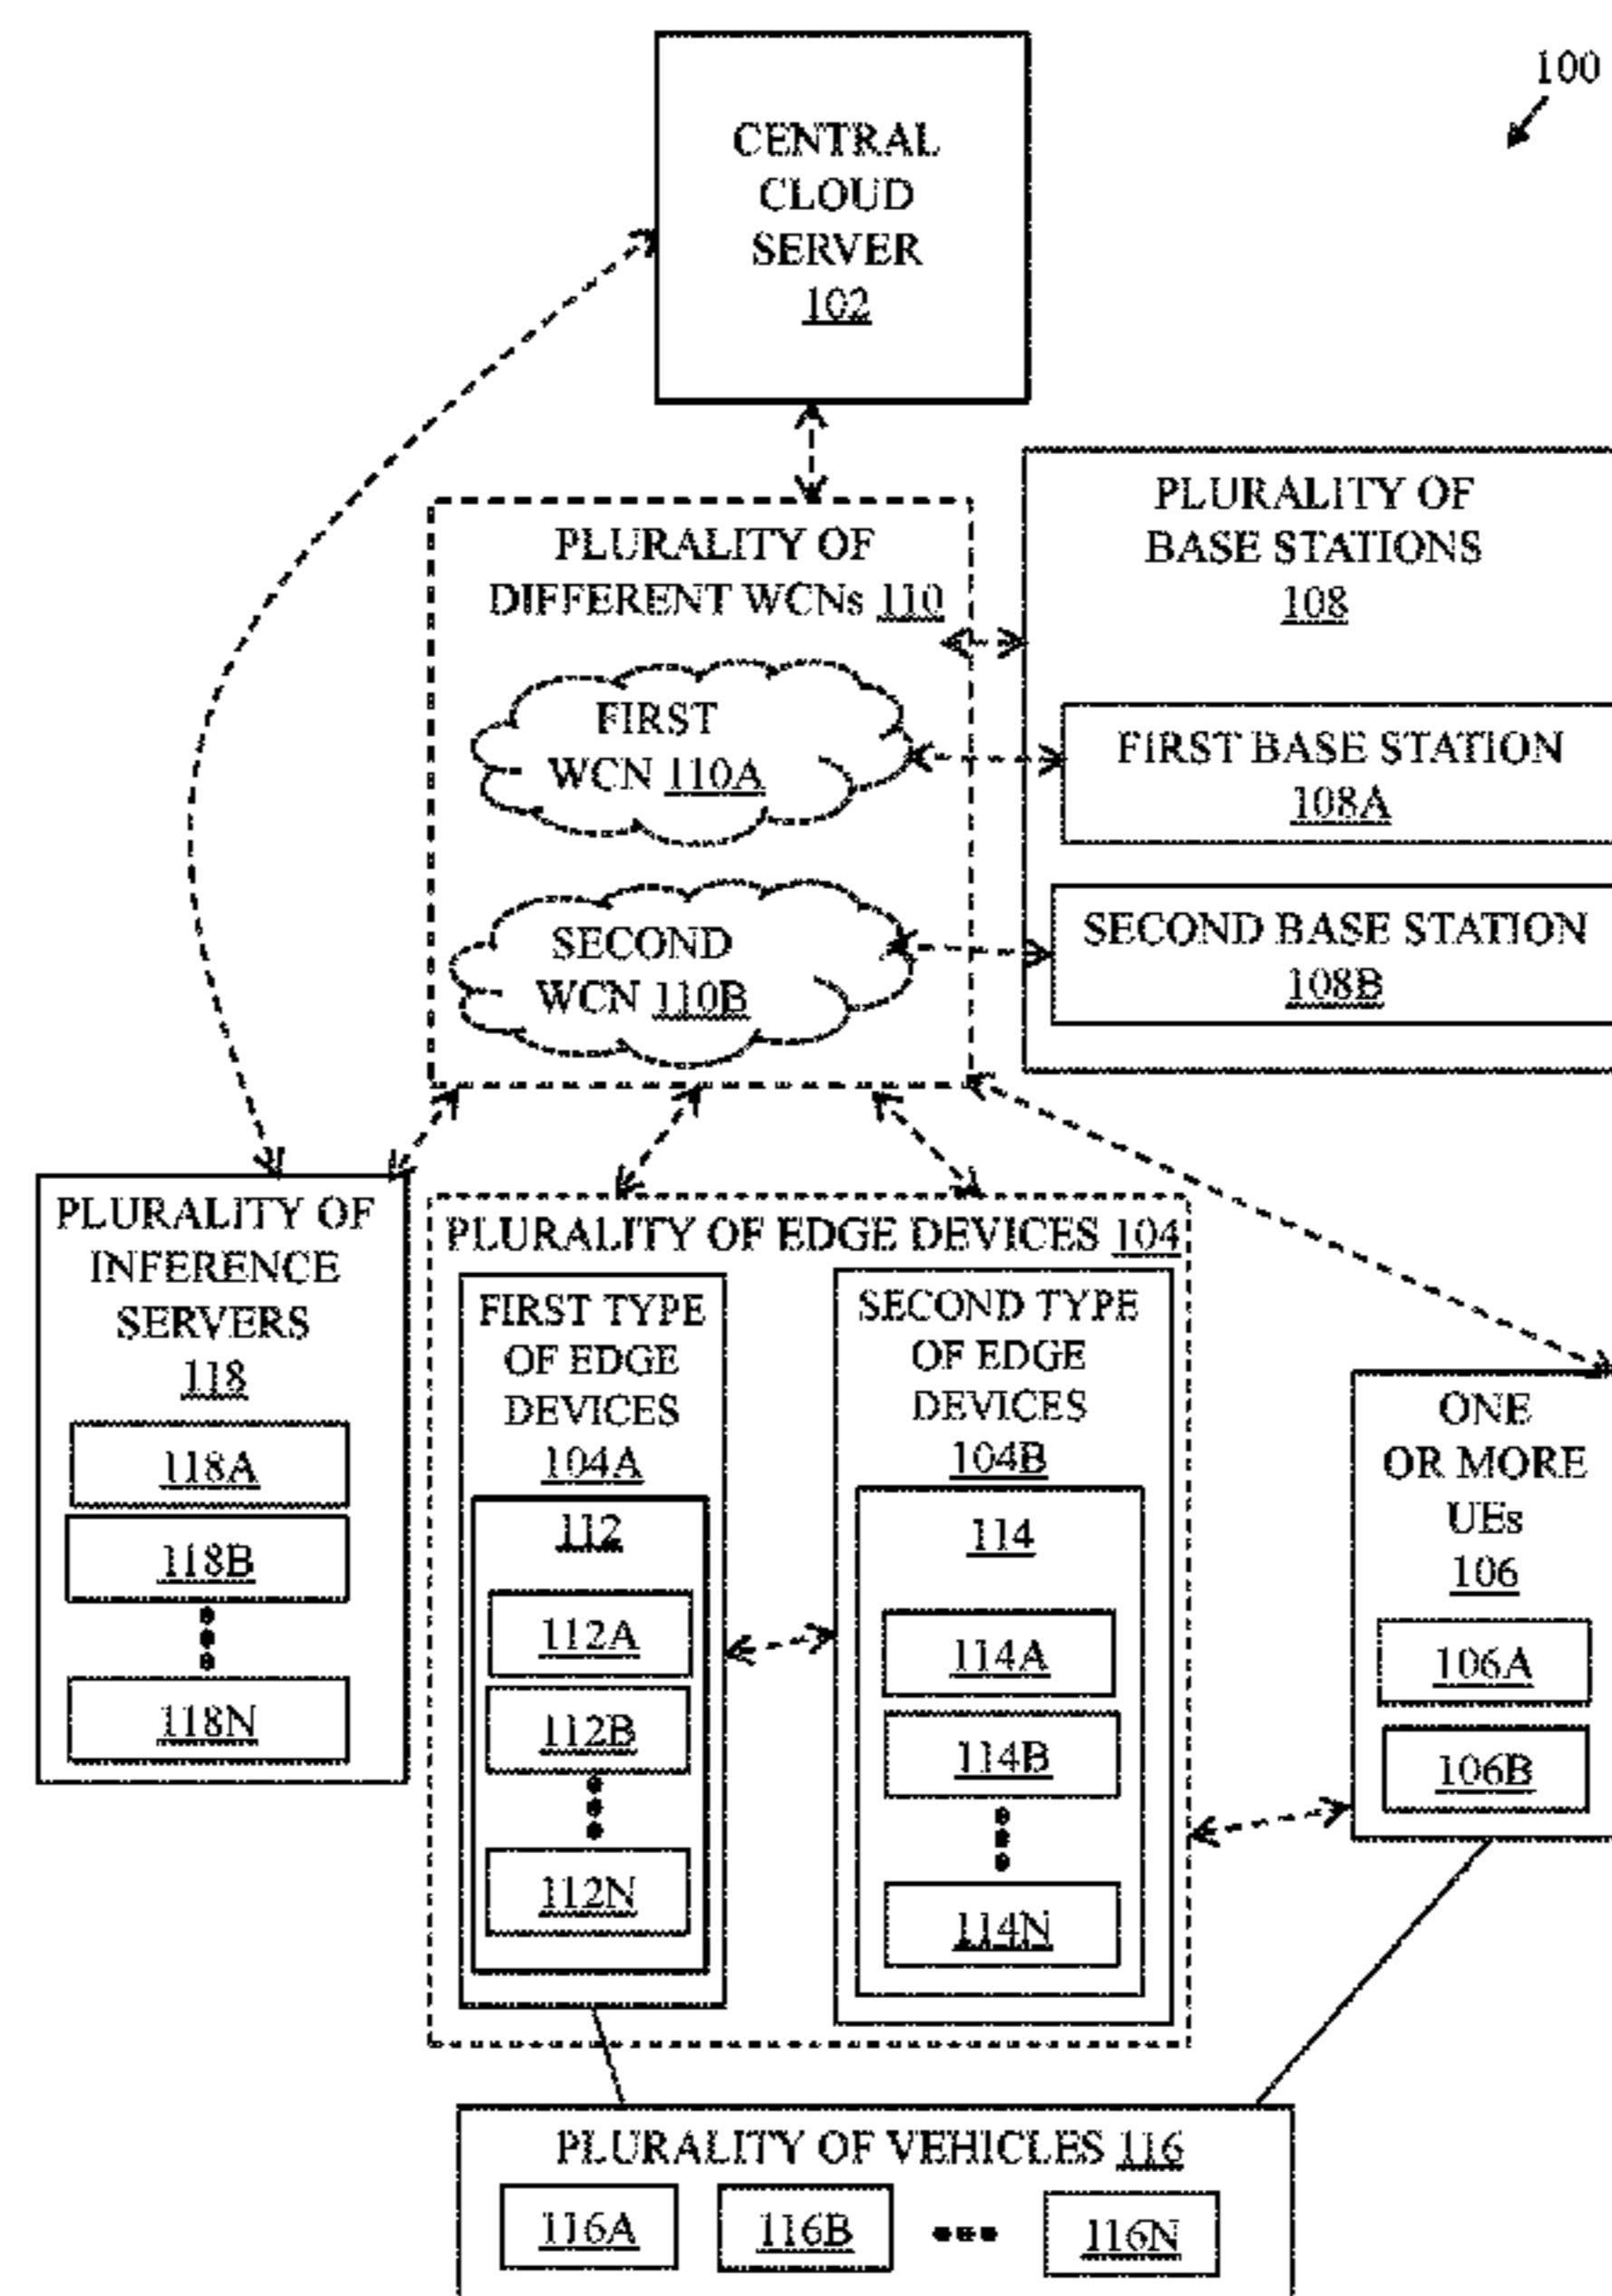 100
CENTRAL
CLOUD
SERVER
102
PLURALITY OF
DIFFERENT WCNs 110
FIRST
WCN 110A
SECOND
WCN 110B
PLURALITY OF
BASE STATIONS
108
FIRST BASE STATION
108A
SECOND BASE STATION
108B
PLURALITY OF
INFERENCE
SERVERS
118
118A
118B
118N
PLURALITY OF EDGE DEVICES 104
FIRST TYPE
OF EDGE
DEVICES
104A
112
112A
112B
112N
SECOND TYPE
OF EDGE
DEVICES
104B
114
114A
114B
114N
ONE
OR MORE
UEs
106
106A
106B
PLURALITY OF VEHICLES 116
116A
116B
116N